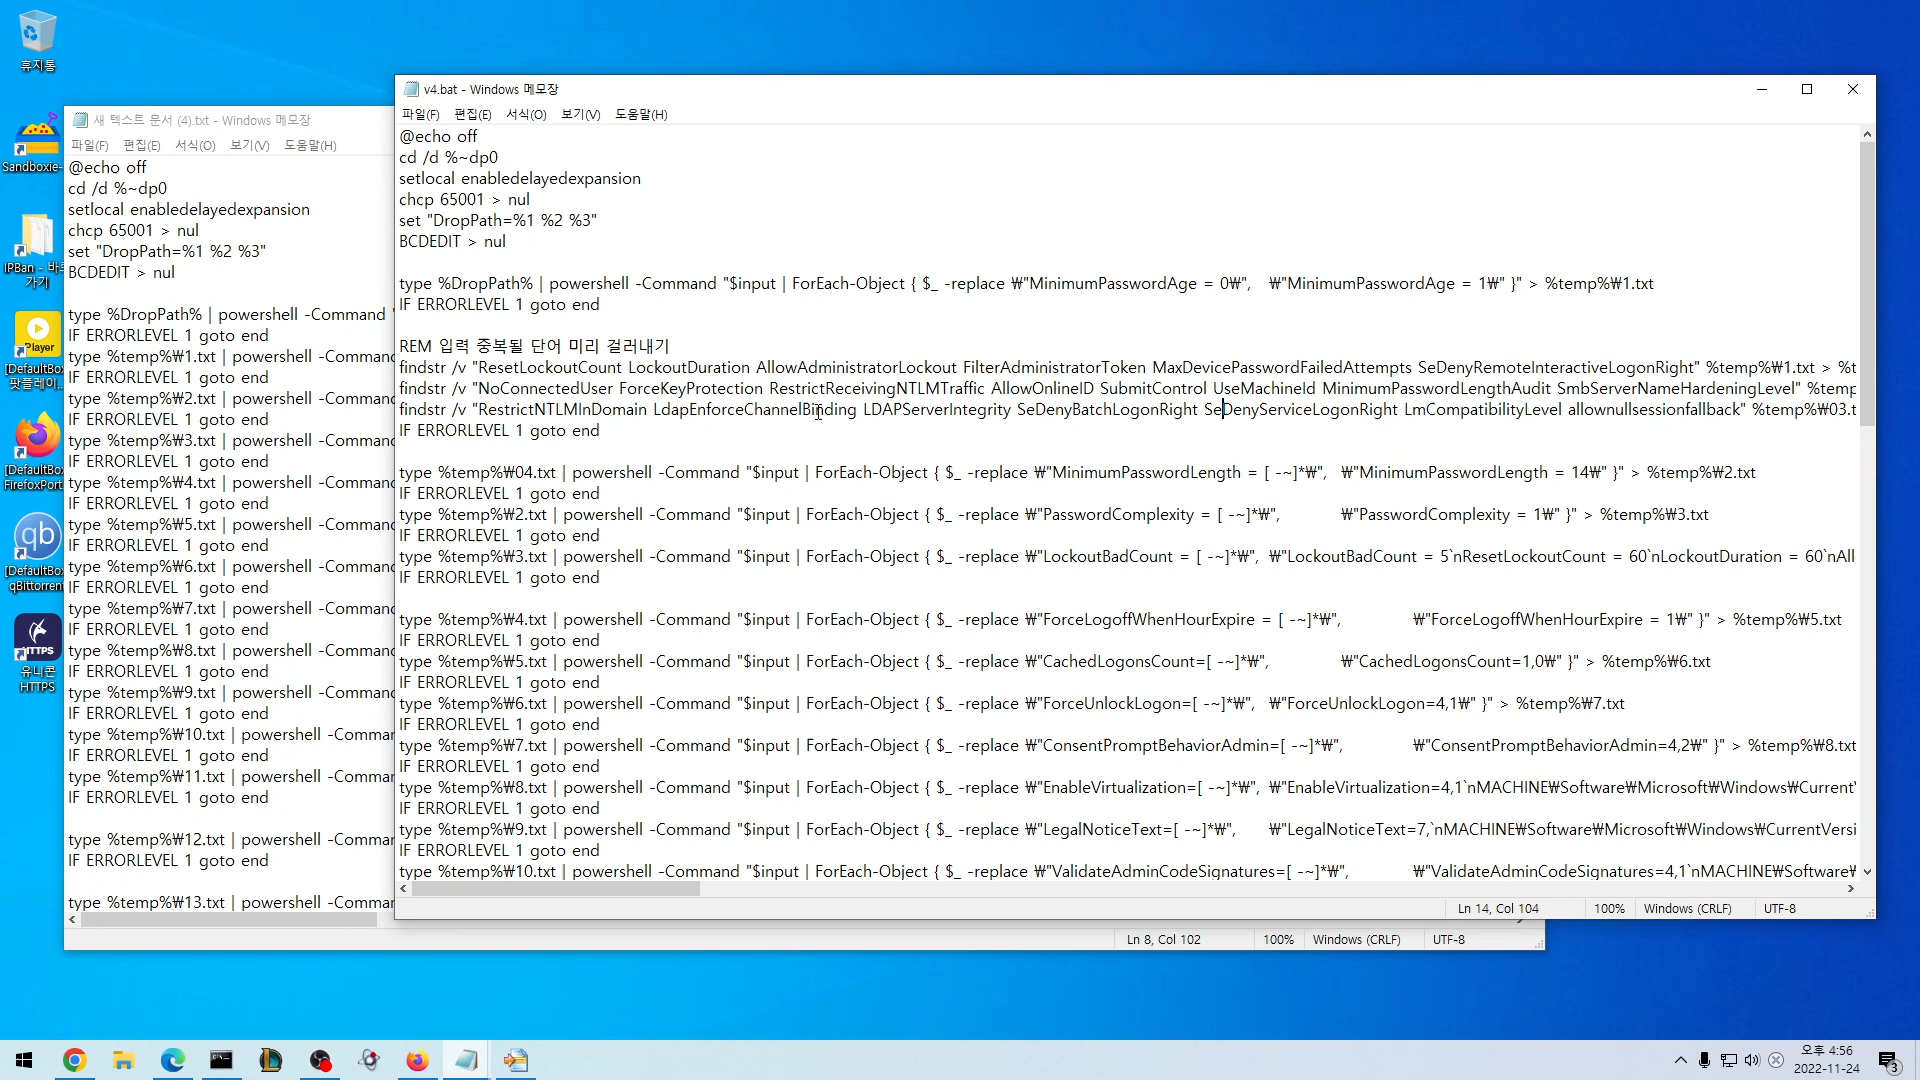 휴지통
Sandboxie-
IPBan - 바로
가기
Player
[DefaultBox
팟플레이...
[DefaultBox
FirefoxPort
qb
[DefaultBox
qBittorrent
HTTPS
유니콘
HTTPS
새 텍스트 문서 (4).txt - Windows 메모장
파일(F) 편집(E) 서식(O) 보기(V) 도움말(H)
@echo off
cd /d %~dp0
setlocal enabledelayedexpansion
chcp 65001 > nul
set "DropPath=%1 %2 %3"
BCDEDIT > nul
type %DropPath% | powershell -Command "
IF ERRORLEVEL 1 goto end
type %temp%₩1.txt | powershell -Command
IF ERRORLEVEL 1 goto end
type %temp%₩2.txt | powershell -Command
IF ERRORLEVEL 1 goto end
type %temp%₩3.txt | powershell -Command
IF ERRORLEVEL 1 goto end
type %temp%₩4.txt | powershell -Command
IF ERRORLEVEL 1 goto end
type %temp%₩5.txt | powershell -Command
IF ERRORLEVEL 1 goto end
type %temp%₩6.txt | powershell -Command
IF ERRORLEVEL 1 goto end
type %temp%₩7.txt | powershell -Command
IF ERRORLEVEL 1 goto end
type %temp%₩8.txt | powershell -Command
IF ERRORLEVEL 1 goto end
type %temp%₩9.txt | powershell -Command
IF ERRORLEVEL 1 goto end
type %temp%₩10.txt | powershell -Comman
IF ERRORLEVEL 1 goto end
type %temp%₩11.txt | powershell -Comman
IF ERRORLEVEL 1 goto end
type %temp%₩12.txt | powershell -Comman
IF ERRORLEVEL 1 goto end
type %temp%₩13.txt | powershell -Comman
Ln 8, Col 102 100% Windows (CRLF) UTF-8
v4.bat - Windows 메모장
파일(F) 편집(E) 서식(O) 보기(V) 도움말(H)
@echo off
cd /d %~dp0
setlocal enabledelayedexpansion
chcp 65001 > nul
set "DropPath=%1 %2 %3"
BCDEDIT > nul
type %DropPath% | powershell -Command "$input | ForEach-Object { $_ -replace ₩"MinimumPasswordAge = 0₩", ₩"MinimumPasswordAge = 1₩" }" > %temp%₩1.txt
IF ERRORLEVEL 1 goto end
REM 입력 중복될 단어 미리 걸러내기
findstr /v "ResetLockoutCount LockoutDuration AllowAdministratorLockout FilterAdministratorToken MaxDevicePasswordFailedAttempts SeDenyRemoteInteractiveLogonRight" %temp%₩1.txt > %t
findstr /v "NoConnectedUser ForceKeyProtection RestrictReceivingNTLMTraffic AllowOnlineID SubmitControl UseMachineId MinimumPasswordLengthAudit SmbServerNameHardeningLevel" %temp
findstr /v "RestrictNTLMInDomain LdapEnforceChannelBinding LDAPServerIntegrity SeDenyBatchLogonRight SeDenyServiceLogonRight LmCompatibilityLevel allownullsessionfallback" %temp%₩03.t
IF ERRORLEVEL 1 goto end
type %temp%₩04.txt | powershell -Command "$input | ForEach-Object { $_ -replace ₩"MinimumPasswordLength = [ -~]*₩", ₩"MinimumPasswordLength = 14₩" }" > %temp%₩2.txt
IF ERRORLEVEL 1 goto end
type %temp%₩2.txt | powershell -Command "$input | ForEach-Object { $_ -replace ₩"PasswordComplexity = [ -~]*₩", ₩"PasswordComplexity = 1₩" }" > %temp%₩3.txt
IF ERRORLEVEL 1 goto end
type %temp%₩3.txt | powershell -Command "$input | ForEach-Object { $_ -replace ₩"LockoutBadCount = [ -~]*₩", ₩"LockoutBadCount = 5`nResetLockoutCount = 60`nLockoutDuration = 60`nAll
IF ERRORLEVEL 1 goto end
type %temp%₩4.txt | powershell -Command "$input | ForEach-Object { $_ -replace ₩"ForceLogoffWhenHourExpire = [ -~]*₩", ₩"ForceLogoffWhenHourExpire = 1₩" }" > %temp%₩5.txt
IF ERRORLEVEL 1 goto end
type %temp%₩5.txt | powershell -Command "$input | ForEach-Object { $_ -replace ₩"CachedLogonsCount=[ -~]*₩", ₩"CachedLogonsCount=1,0₩" }" > %temp%₩6.txt
IF ERRORLEVEL 1 goto end
type %temp%₩6.txt | powershell -Command "$input | ForEach-Object { $_ -replace ₩"ForceUnlockLogon=[ -~]*₩", ₩"ForceUnlockLogon=4,1₩" }" > %temp%₩7.txt
IF ERRORLEVEL 1 goto end
type %temp%₩7.txt | powershell -Command "$input | ForEach-Object { $_ -replace ₩"ConsentPromptBehaviorAdmin=[ -~]*₩", ₩"ConsentPromptBehaviorAdmin=4,2₩" }" > %temp%₩8.txt
IF ERRORLEVEL 1 goto end
type %temp%₩8.txt | powershell -Command "$input | ForEach-Object { $_ -replace ₩"EnableVirtualization=[ -~]*₩", ₩"EnableVirtualization=4,1`nMACHINE₩Software₩Microsoft₩Windows₩Current
IF ERRORLEVEL 1 goto end
type %temp%₩9.txt | powershell -Command "$input | ForEach-Object { $_ -replace ₩"LegalNoticeText=[ -~]*₩", ₩"LegalNoticeText=7,`nMACHINE₩Software₩Microsoft₩Windows₩CurrentVersi
IF ERRORLEVEL 1 goto end
type %temp%₩10.txt | powershell -Command "$input | ForEach-Object { $_ -replace ₩"ValidateAdminCodeSignatures=[ -~]*₩", ₩"ValidateAdminCodeSignatures=4,1`nMACHINE₩Software₩
Ln 14, Col 104 100% Windows (CRLF) UTF-8
오후 4:56
2022-11-24
3